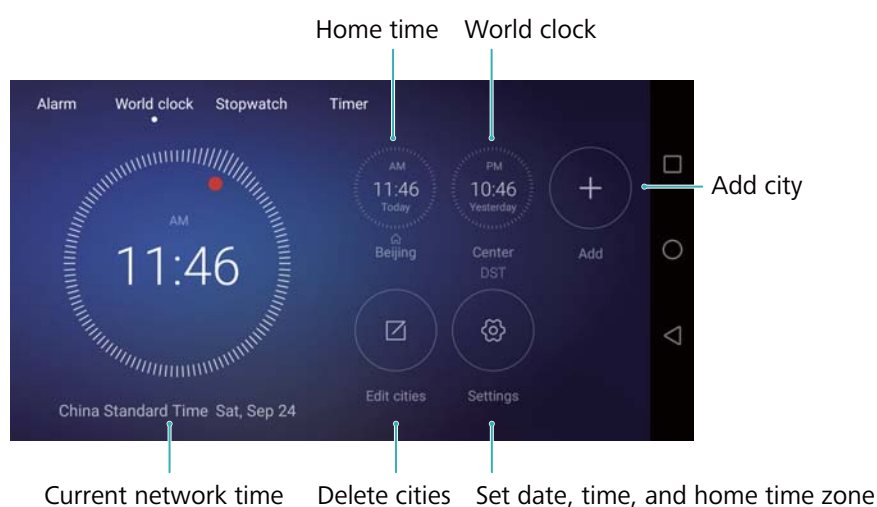 Home time World clock
Alarm World clock Stopwatch Timer
AM
11:46
Today
Beijing
PM
10:46
Yesterday
Center
DST
Add
Add city
AM
11:46
China Standard Time Sat, Sep 24
Edit cities
Settings
Current network time Delete cities Set date, time, and home time zone